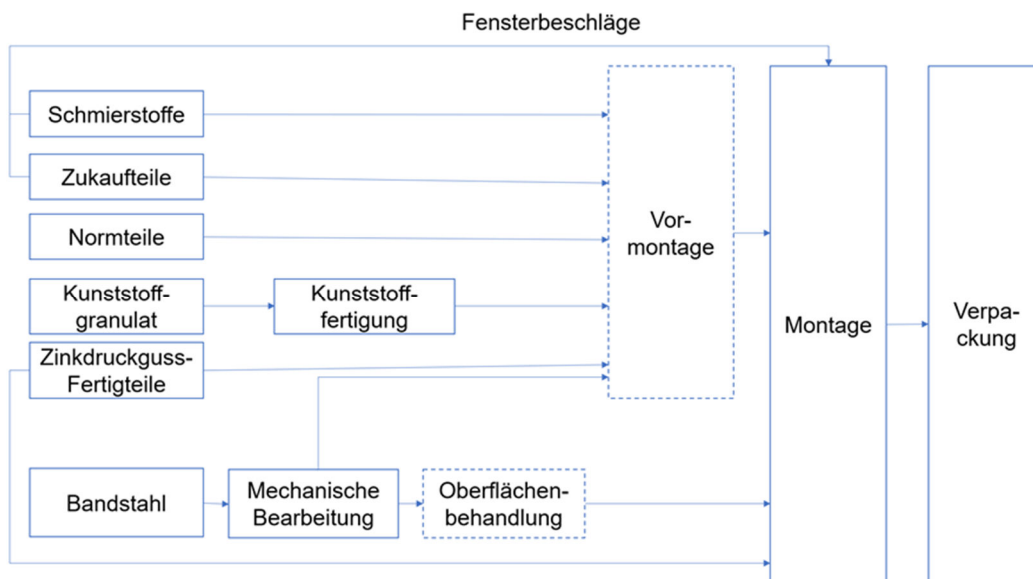 Fensterbeschläge
Schmierstoffe
Zukaufteile
Normteile
Kunststoff-
granulat
Kunststoff-
fertigung
Zinkdruckguss-
Fertigteile
Bandstahl
Mechanische
Bearbeitung
Oberflächen-
behandlung
Vor-
montage
Montage
Verpa-
ckung